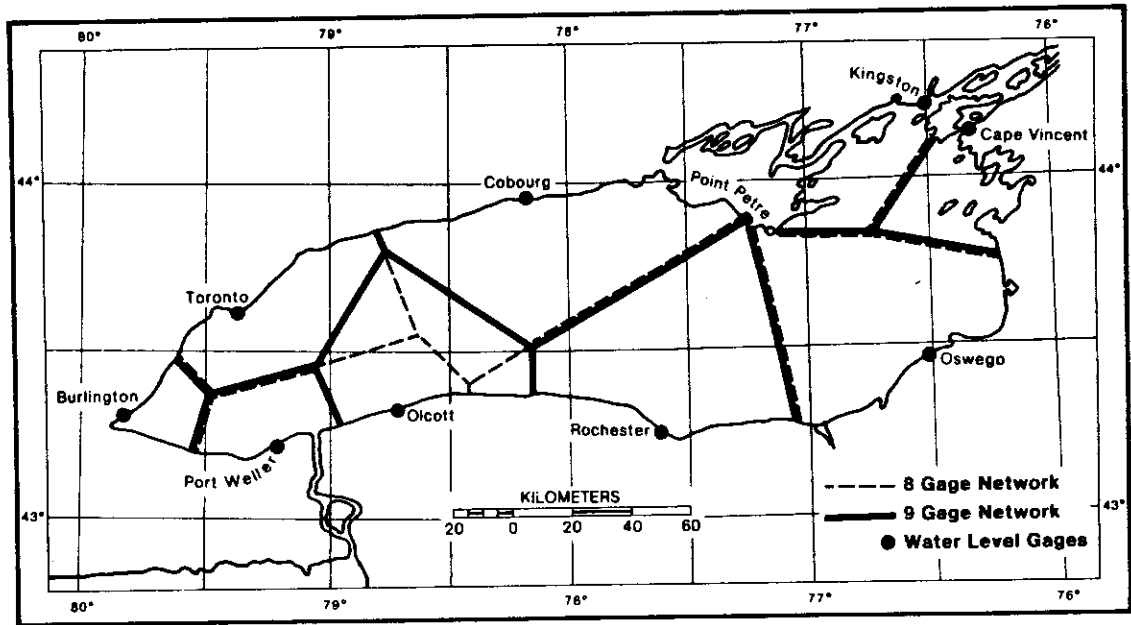 80° 79° 78° 77° 76°
Kingston
Cape Vincent
44° 44°
Cobourg
Point Petre
Toronto
Oswego
Burlington
Olcott
Rochester
Port Weller
8 Gage Network
KILOMETERS
9 Gage Network
43° 43°
20 0 20 40 60
Water Level Gages
80° 79° 78° 77° 76°